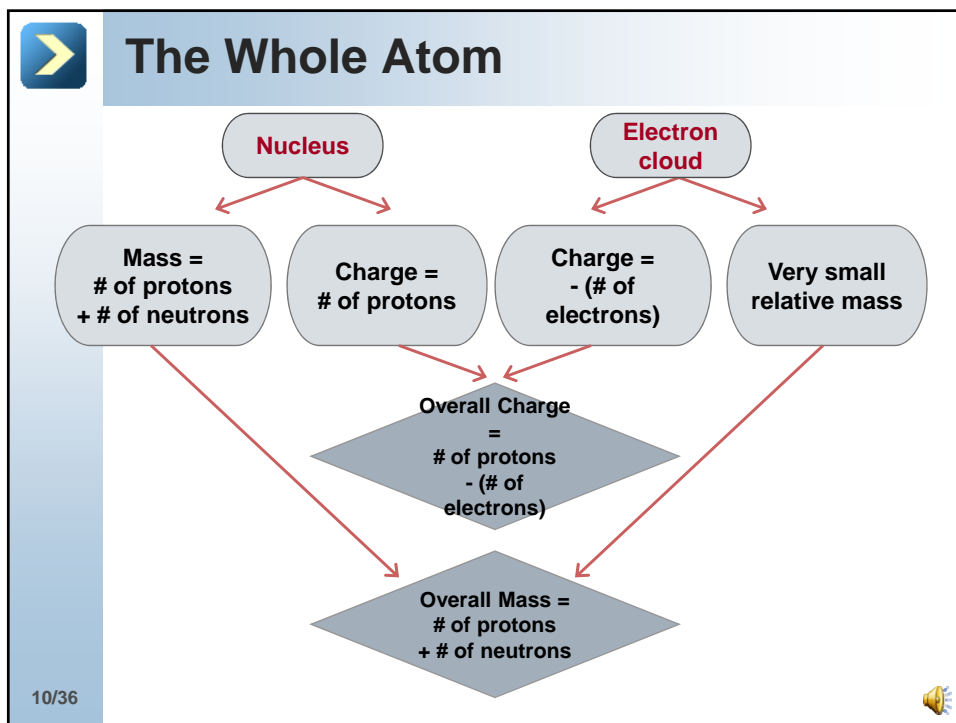 The Whole Atom
Nucleus
Electron
cloud
Mass =
# of protons
+ # of neutrons
Charge =
# of protons
Charge =
- (# of
electrons)
Very small
relative mass
Overall Charge
=
# of protons
- (# of
electrons)
Overall Mass =
# of protons
+ # of neutrons
10/36